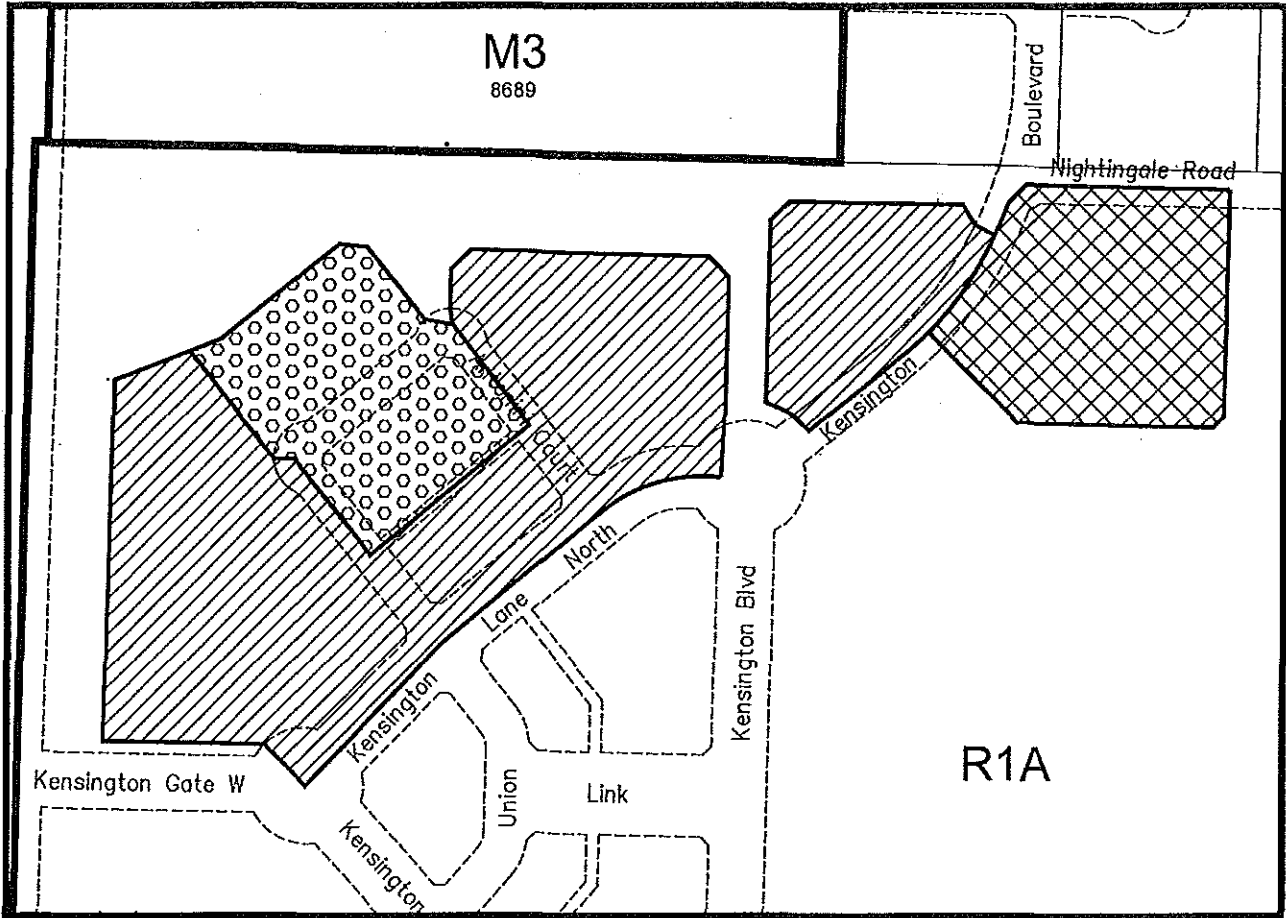 M3
8689
Boulevard
Nightingale Road
Kensington
Court
North
Lane
Kensington
Kensington Blvd
Kensington Gate W
Union
Link
Kensington
R1A